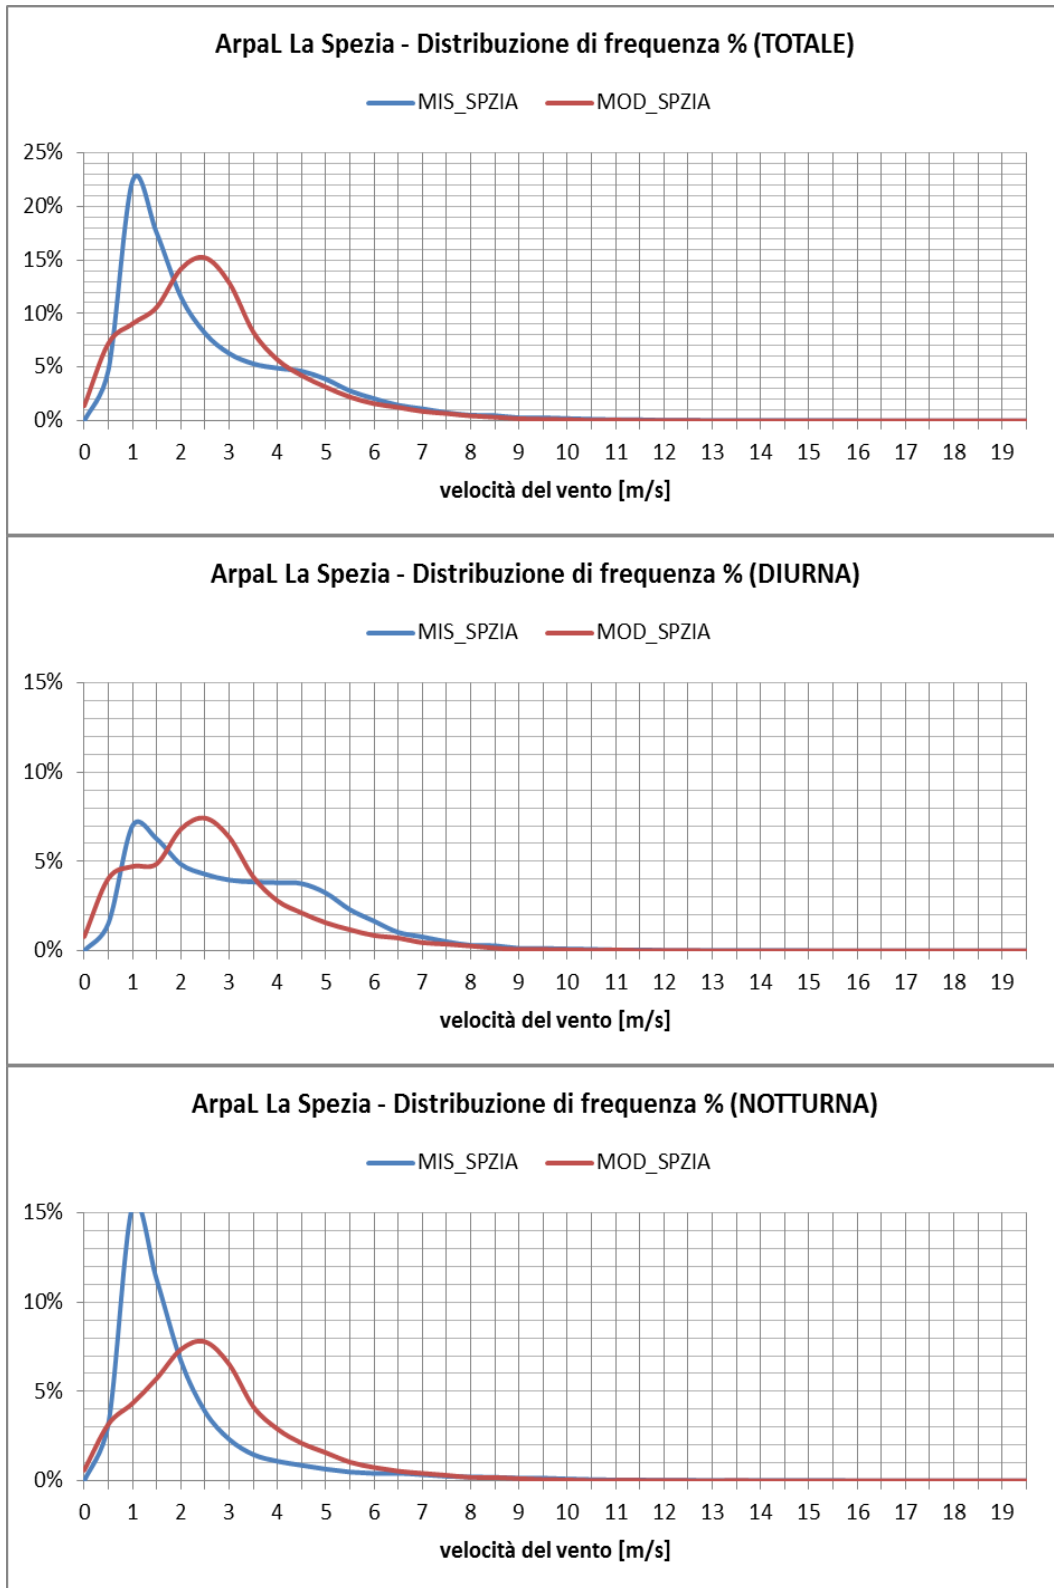 ArpaL La Spezia - Distribuzione di frequenza % (TOTALE)
MIS_SPZIA MOD_SPZIA
25%
20%
15%
10%
5%
0%
0 1 2 3 4 5 6 7 8 9 10 11 12 13 14 15 16 17 18 19
velocità del vento [m/s]
ArpaL La Spezia - Distribuzione di frequenza % (DIURNA)
MIS_SPZIA MOD_SPZIA
15%
10%
5%
0%
0 1 2 3 4 5 6 7 8 9 10 11 12 13 14 15 16 17 18 19
velocità del vento [m/s]
ArpaL La Spezia - Distribuzione di frequenza % (NOTTURNA)
MIS_SPZIA MOD_SPZIA
15%
10%
5%
0%
0 1 2 3 4 5 6 7 8 9 10 11 12 13 14 15 16 17 18 19
velocità del vento [m/s]